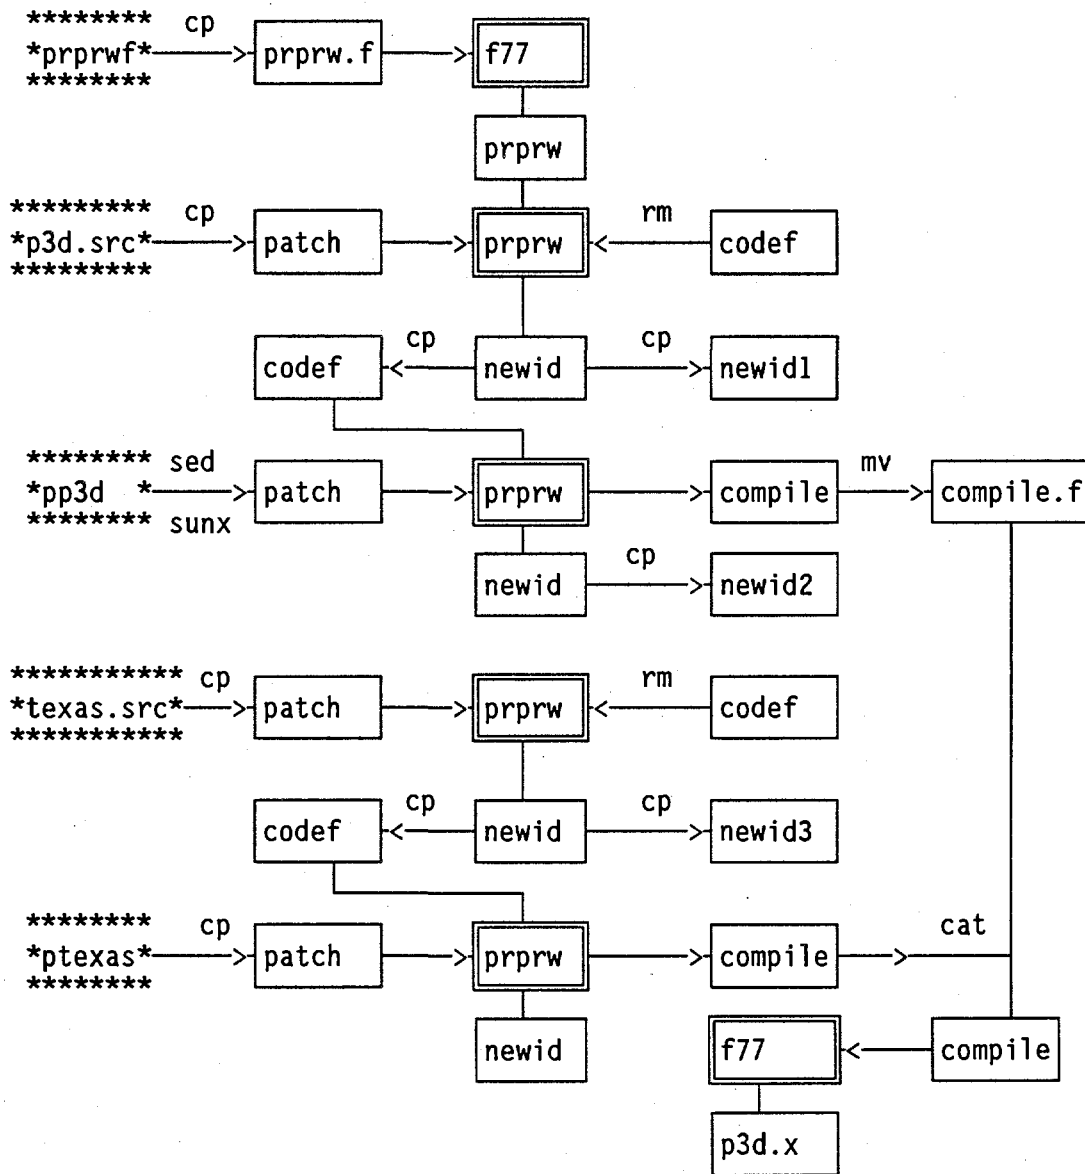 ******** cp
*prprwf* prprw.f f77
********
prprw
********* cp rm
*p3d.src* patch prprw codef
*********
cp cp
codef newid newid1
******** sed mv
*pp3d * patch prprw compile compile.f
******** sunx
cp
newid newid2
*********** cp rm
*texas.src* patch prprw codef
***********
cp cp
codef newid newid3
******** cp cat
*ptexas* patch prprw compile
********
newid f77 compile
p3d.x